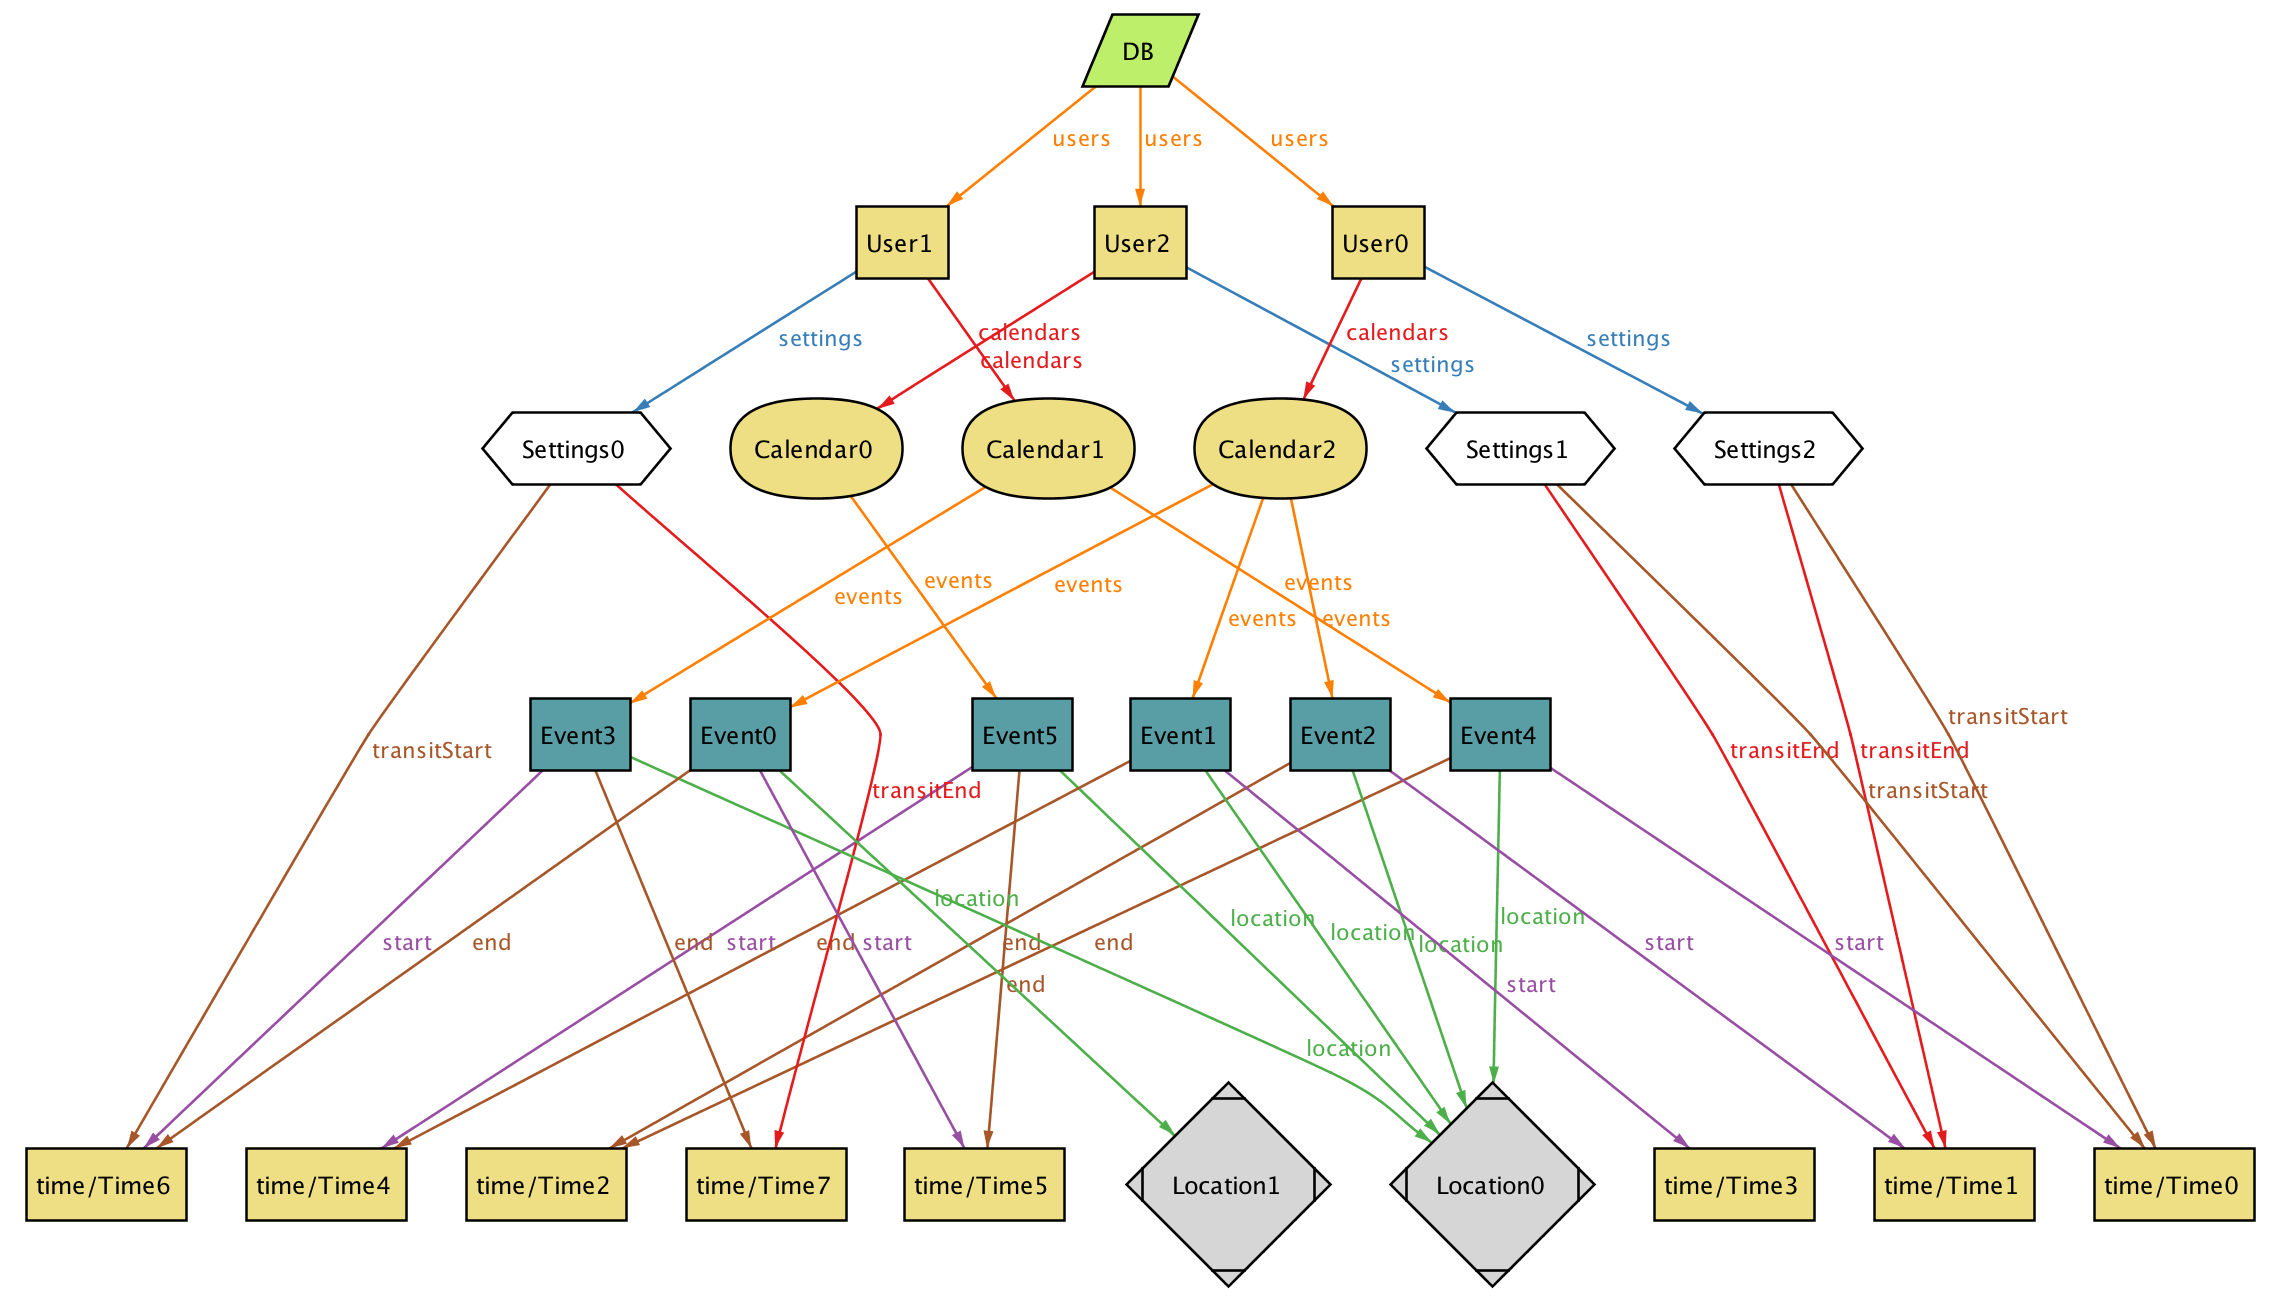 DB
users
users
users
User1
User2
User0
settings
calendars
calendars
calendars
settings
settings
Settings0
Calendar0
Calendar1
Calendar2
Settings1
Settings2
events
events
events
events
events
events
Event3
Event0
Event5
Event1
Event2
Event4
transitStart
transitEnd
transitEnd
transitEnd
transitStart
transitStart
location
location
location
location
location
location
start
end
end
start
end
start
end
end
end
start
start
start
time/Time6
time/Time4
time/Time2
time/Time7
time/Time5
Location1
Location0
time/Time3
time/Time1
time/Time0